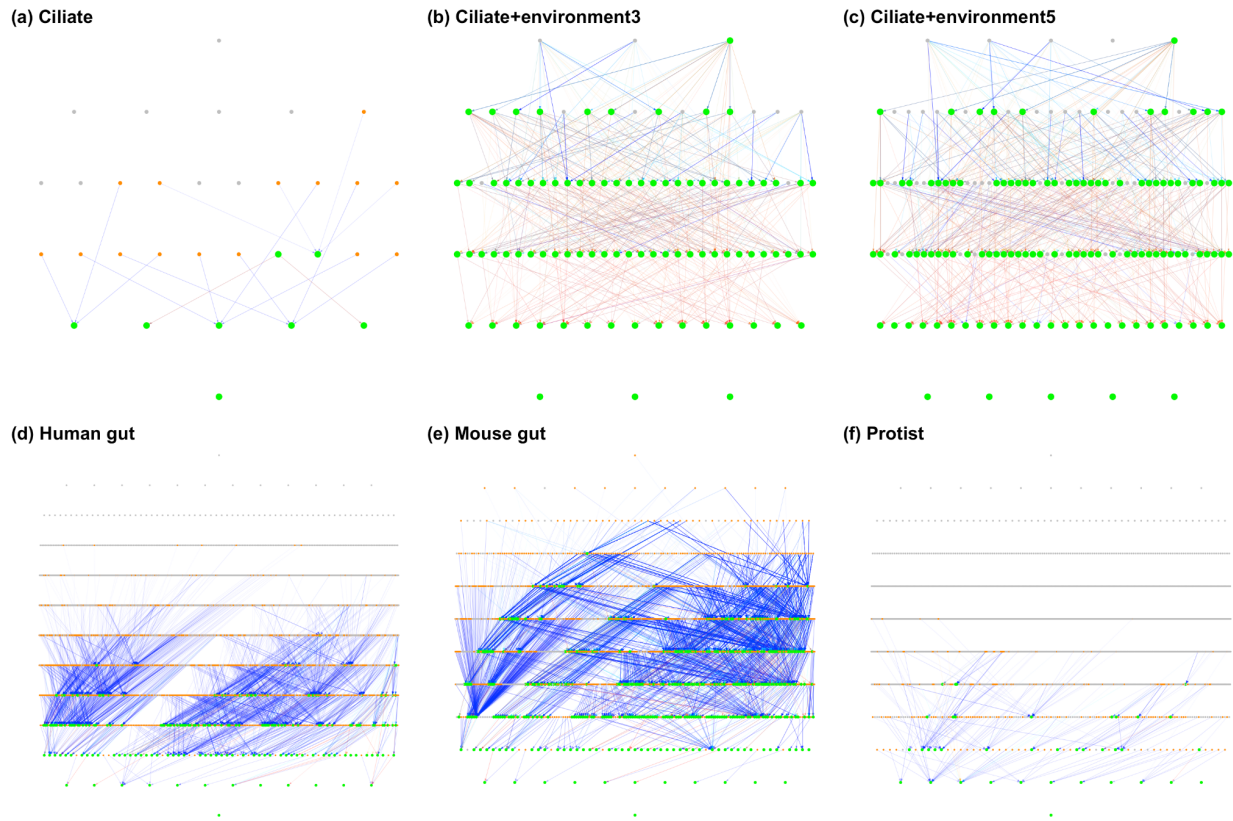 (a) Ciliate
(b) Ciliate+environment3
(c) Ciliate+environment5
(d) Human gut
(e) Mouse gut
(f) Protist